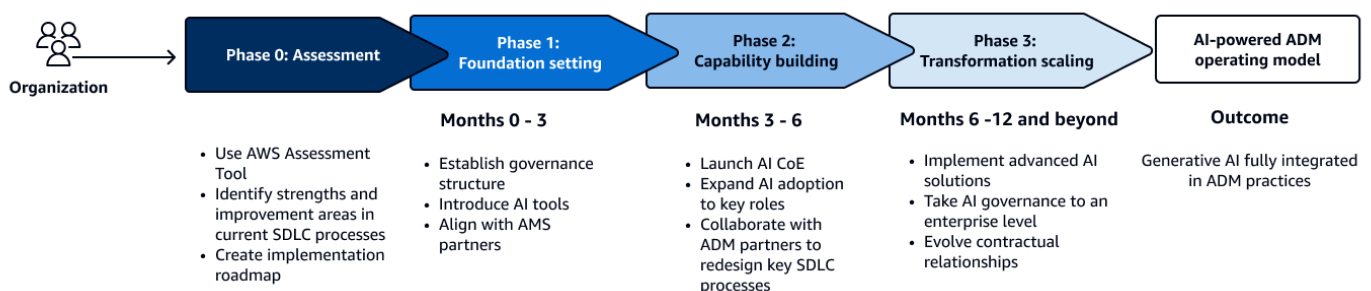 Organization
Phase 0: Assessment
Phase 1:
Foundation setting
Phase 2:
Capability building
Phase 3:
Transformation scaling
AI-powered ADM
operating model
• Use AWS Assessment
Tool
• Identify strengths and
improvement areas in
current SDLC processes
• Create implementation
roadmap
Months 0 - 3
• Establish governance
structure
• Introduce AI tools
• Align with AMS
partners
Months 3 - 6
• Launch AI CoE
• Expand AI adoption
to key roles
• Collaborate with
ADM partners to
redesign key SDLC
processes
Months 6 -12 and beyond
• Implement advanced AI
solutions
• Take AI governance to an
enterprise level
• Evolve contractual
relationships
Outcome
Generative AI fully integrated
in ADM practices